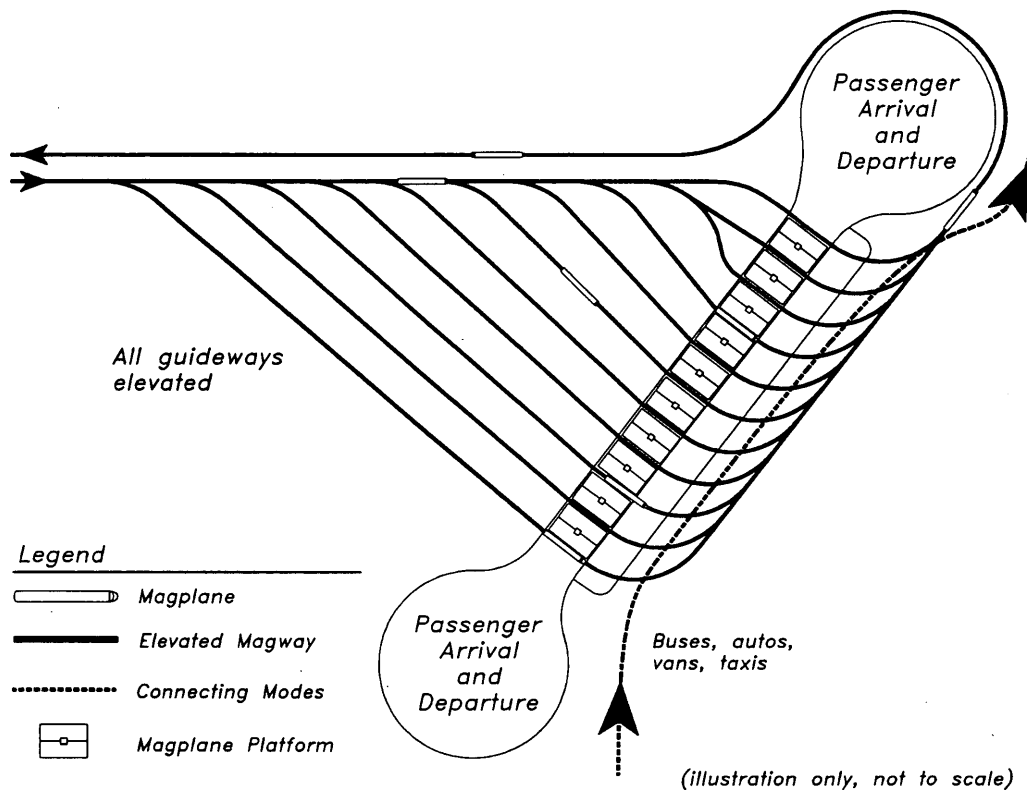 Passenger
Arrival
and
Departure
All guideways
elevated
Legend
Magplane
Elevated Magway
Connecting Modes
Magplane Platform
Passenger
Arrival
and
Departure
Buses, autos,
vans, taxis
(illustration only, not to scale)